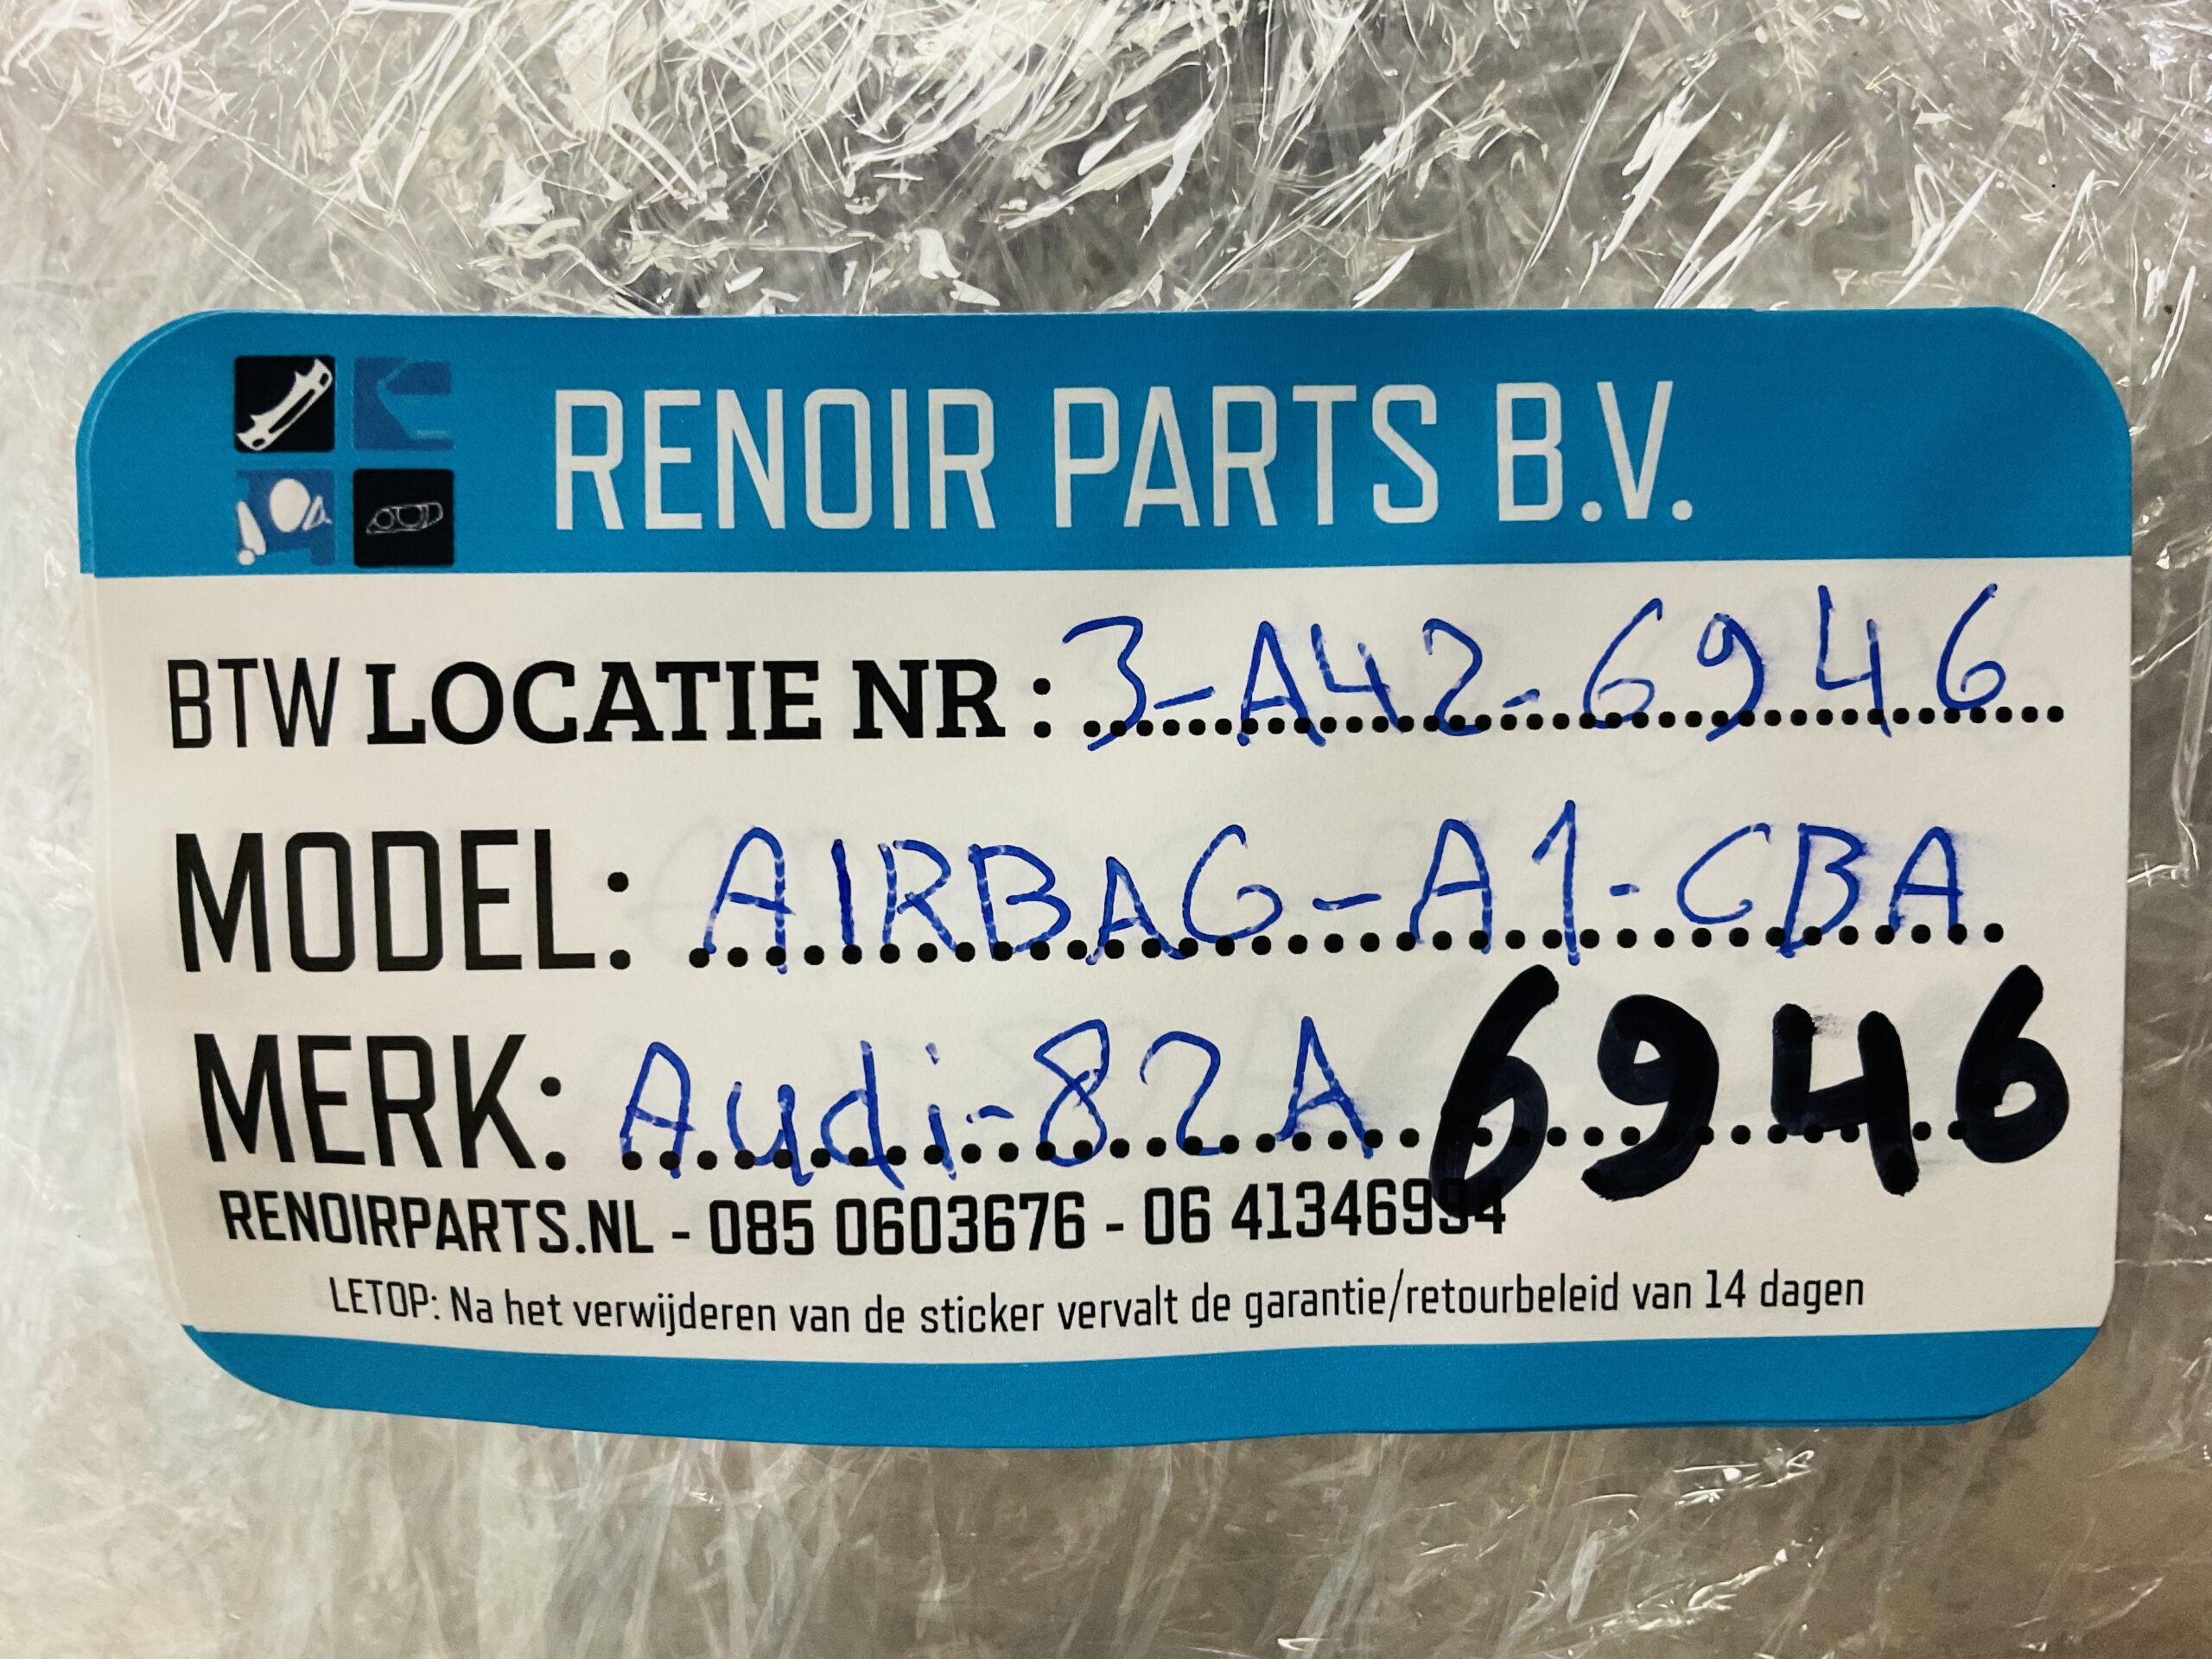 RENOIR PARTS B.V.
BTW LOCATIE NR : 3-A42-6946
MODEL: AIRBAG-A1-CBA
MERK: Audi-82A 6946
RENOIRPARTS.NL - 085 0603676 - 06 41346994
LETOP: Na het verwijderen van de sticker vervalt de garantie/retourbeleid van 14 dagen